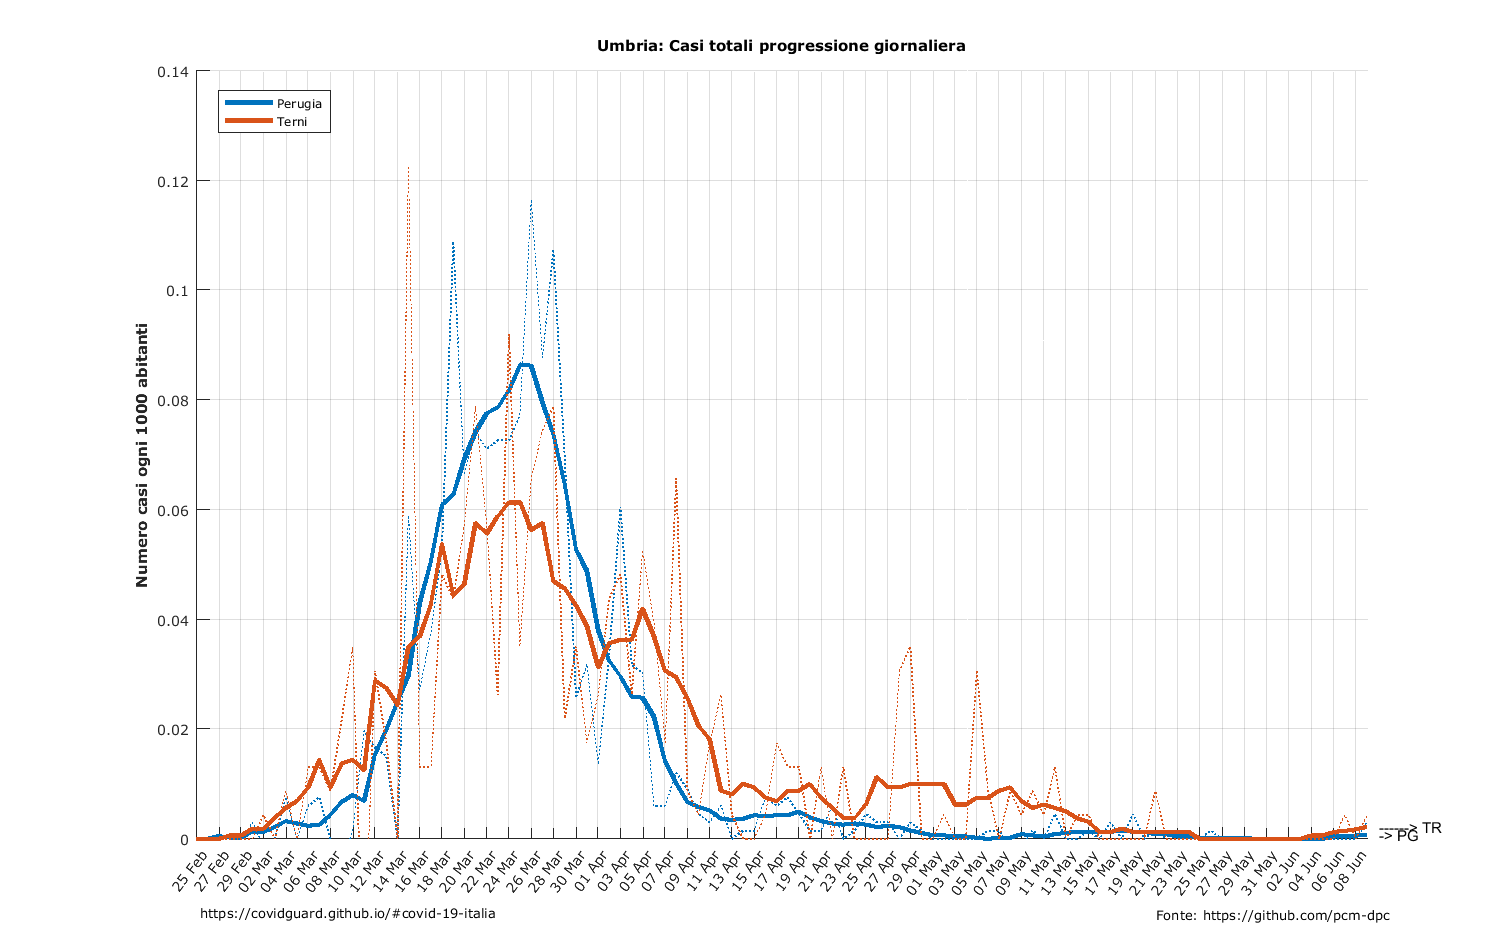 Umbria: Casi totali progressione giornaliera
Numero casi ogni 1000 abitanti
0.14
0.12
0.1
0.08
0.06
0.04
0.02
0
Perugia
Terni
25 Feb
27 Feb
29 Feb
02 Mar
04 Mar
06 Mar
08 Mar
10 Mar
12 Mar
14 Mar
16 Mar
18 Mar
20 Mar
22 Mar
24 Mar
26 Mar
28 Mar
30 Mar
01 Apr
03 Apr
05 Apr
07 Apr
09 Apr
11 Apr
13 Apr
15 Apr
17 Apr
19 Apr
21 Apr
23 Apr
25 Apr
27 Apr
29 Apr
01 May
03 May
05 May
07 May
09 May
11 May
13 May
15 May
17 May
19 May
21 May
23 May
25 May
27 May
29 May
31 May
02 Jun
04 Jun
06 Jun
08 Jun
-----> TR
-> PG
https://covidguard.github.io/#covid-19-italia
Fonte: https://github.com/pcm-dpc